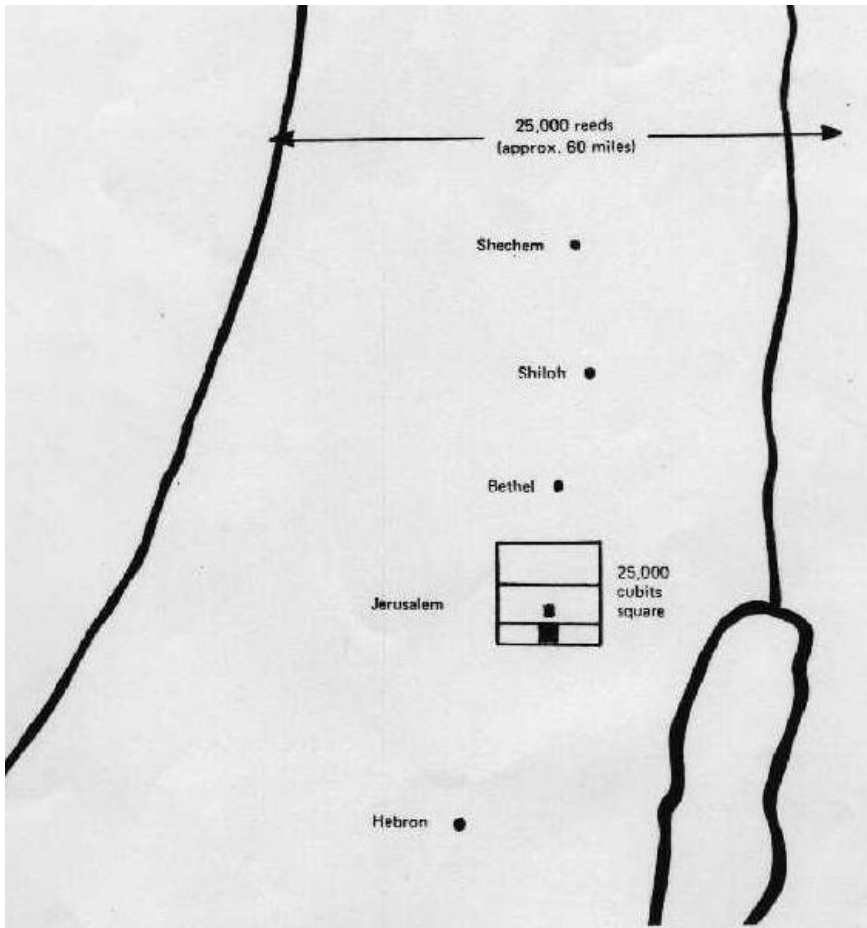 25,000 reeds
(approx. 60 miles)
Shechem
Shiloh
Bethel
25,000
cubits
square
Jerusalem
Hebron